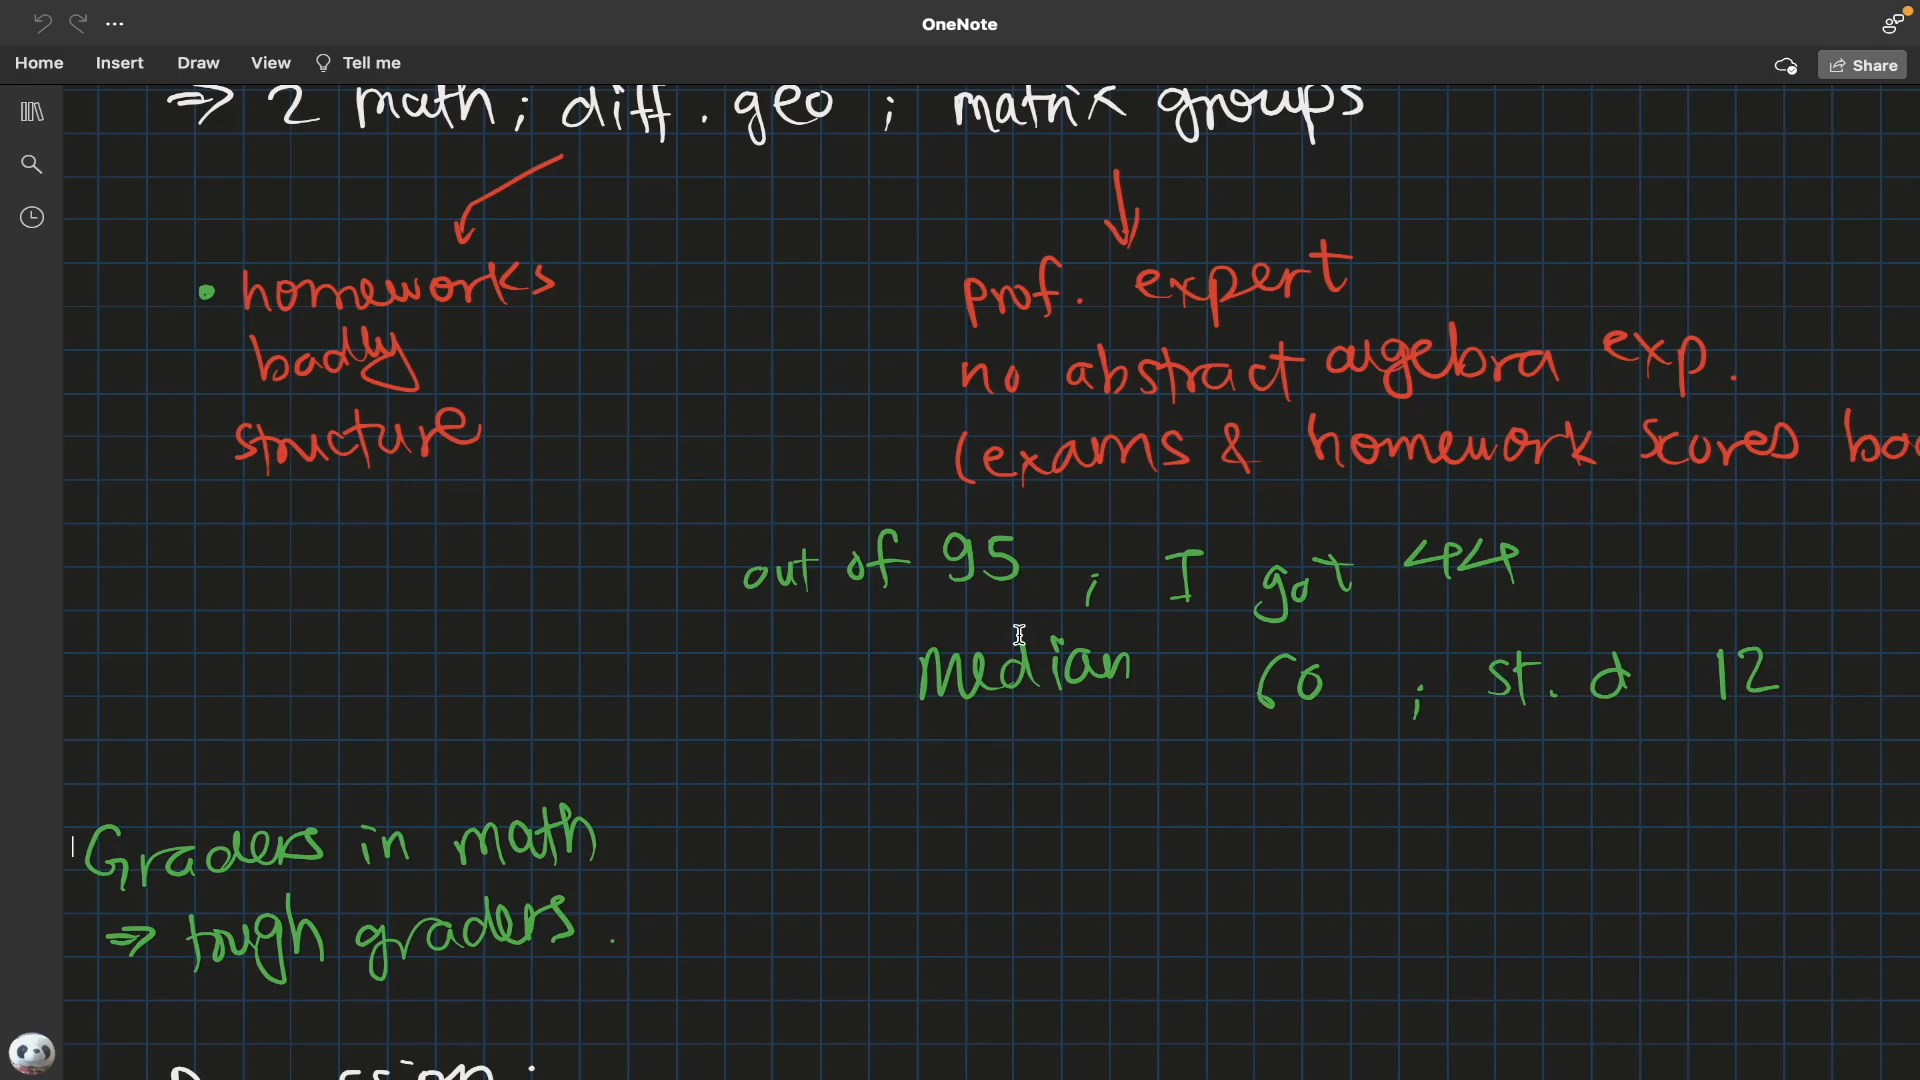 OneNote
Home Insert Draw View Tell me Share
⇒ 2 math; diff. geo ; matrix groups
• homeworks
badly
structure
prof. expert
no abstract algebra exp.
(exams & homework scores
out of 95 ; I got 44
Median 60 ; st. d 12
Graders in math
⇒ tough graders.